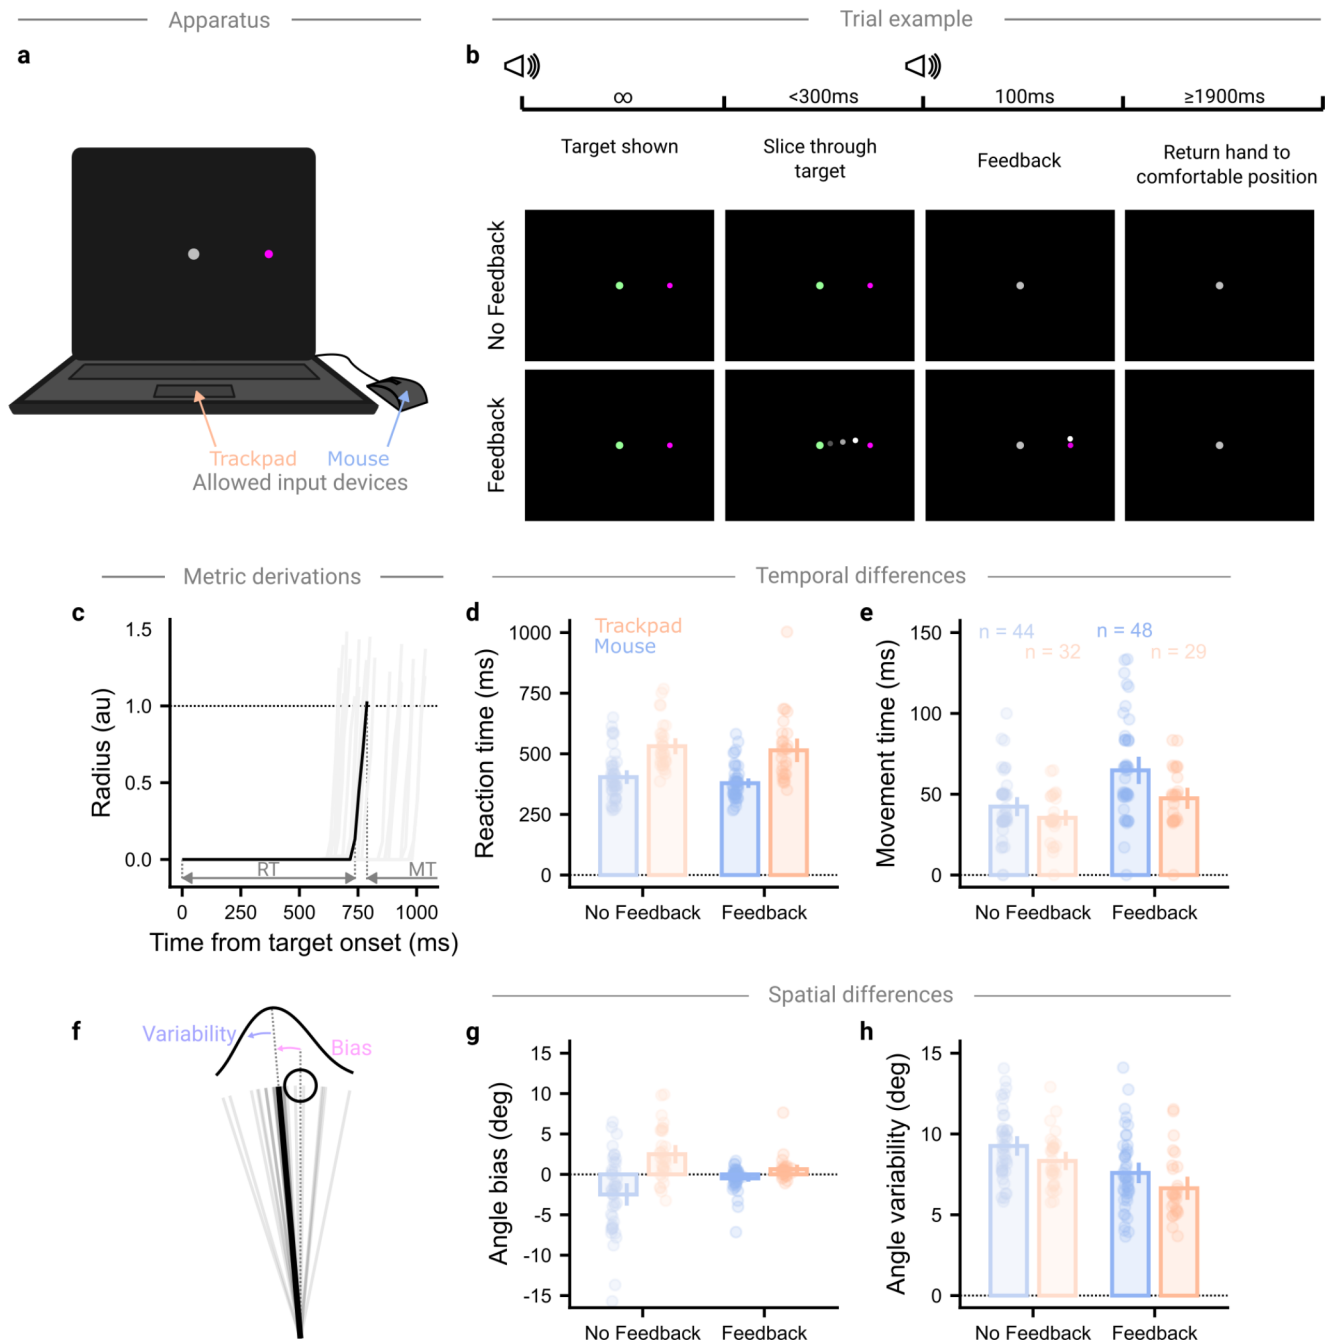 Apparatus
Trial example
a
b
∞
<300ms
100ms
≥1900ms
Target shown
Slice through
target
Feedback
Return hand to
comfortable position
No Feedback
Feedback
Trackpad
Mouse
Allowed input devices
Metric derivations
Temporal differences
c
1.5
1.0
0.5
0.0
Radius (au)
RT
MT
0
250
500
750
1000
Time from target onset (ms)
d
Trackpad
Mouse
1000
750
500
250
0
Reaction time (ms)
No Feedback
Feedback
e
n = 44
n = 32
n = 48
n = 29
150
100
50
0
Movement time (ms)
No Feedback
Feedback
Spatial differences
f
Variability
Bias
g
15
10
5
0
-5
-10
-15
Angle bias (deg)
No Feedback
Feedback
h
15
10
5
0
Angle variability (deg)
No Feedback
Feedback